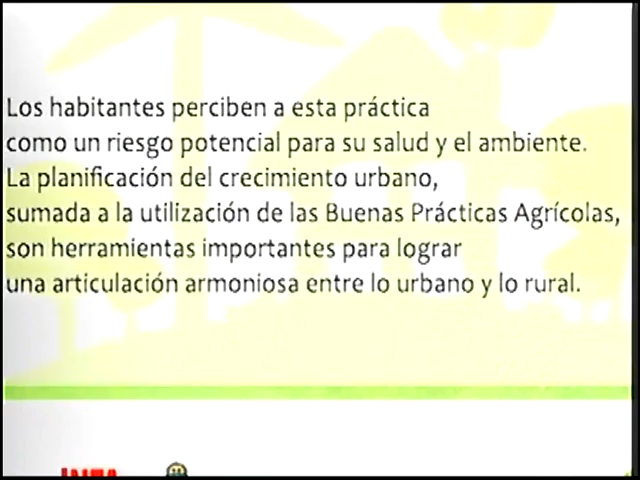 Los habitantes perciben a esta práctica
como un riesgo potencial para su salud y el ambiente.
La planificación del crecimiento urbano,
sumada a la utilización de las Buenas Prácticas Agrícolas,
son herramientas importantes para lograr
una articulación armoniosa entre lo urbano y lo rural.